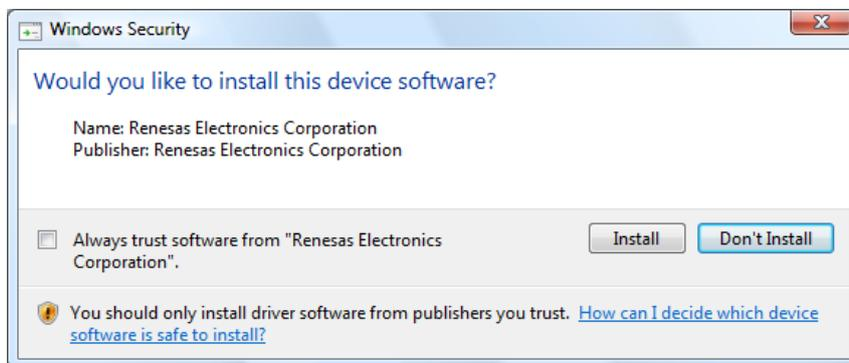 Windows Security
Would you like to install this device software?
Name: Renesas Electronics Corporation
Publisher: Renesas Electronics Corporation
Always trust software from "Renesas Electronics
Corporation".
Install
Don't Install
You should only install driver software from publishers you trust. How can I decide which device
software is safe to install?